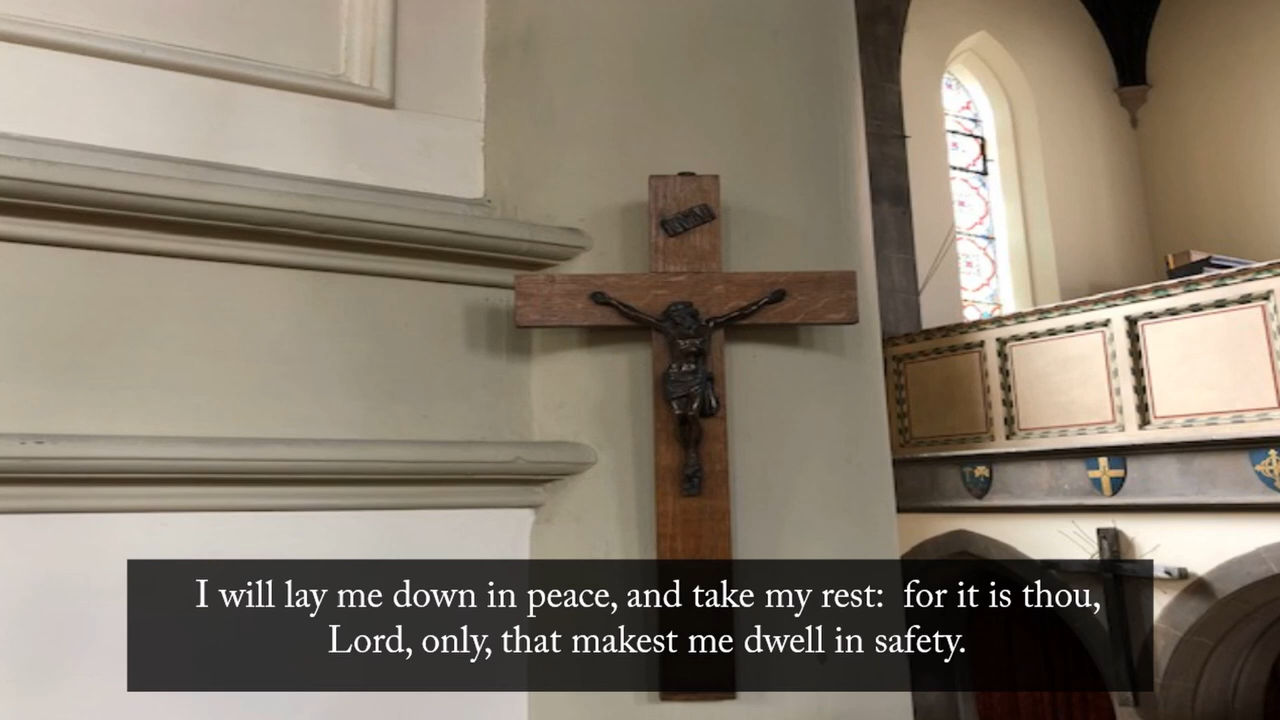 I will lay me down in peace, and take my rest:  for it is thou,
Lord, only, that makest me dwell in safety.